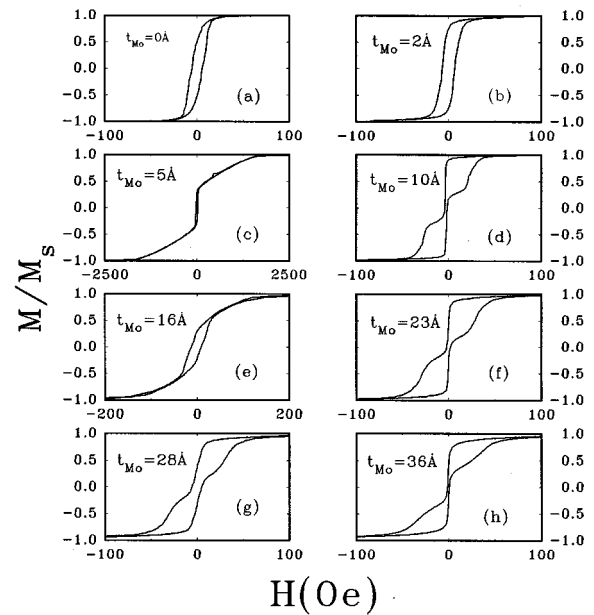 1.0 1.0
t_Mo=0Å t_Mo=2Å
0.5 0.5
0.0 0.0
-0.5 (a) (b) -0.5
-1.0 -1.0
-100 0 100 -100 0 100
1.0 1.0
t_Mo=5Å t_Mo=10Å
0.5 0.5
0.0 0.0
-0.5 (c) (d) -0.5
-1.0 -1.0
-2500 0 2500 -100 0 100
M/M_s
1.0 1.0
t_Mo=16Å t_Mo=23Å
0.5 0.5
0.0 0.0
-0.5 (e) (f) -0.5
-1.0 -1.0
-200 0 200 -100 0 100
1.0 1.0
t_Mo=28Å t_Mo=36Å
0.5 0.5
0.0 0.0
-0.5 (g) (h) -0.5
-1.0 -1.0
-100 0 100 -100 0 100
H(Oe)